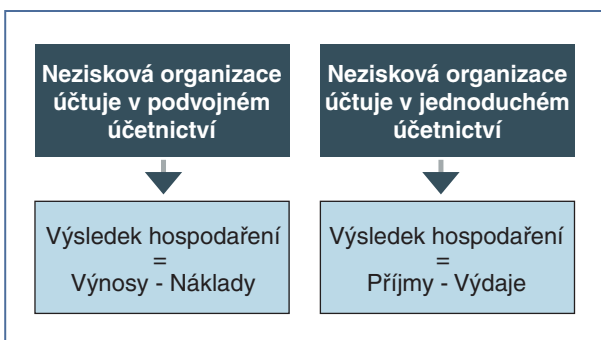 Nezisková organizace
účtuje v podvojném
účetnictví
Nezisková organizace
účtuje v jednoduchém
účetnictví
Výsledek hospodaření
=
Výnosy - Náklady
Výsledek hospodaření
=
Příjmy - Výdaje